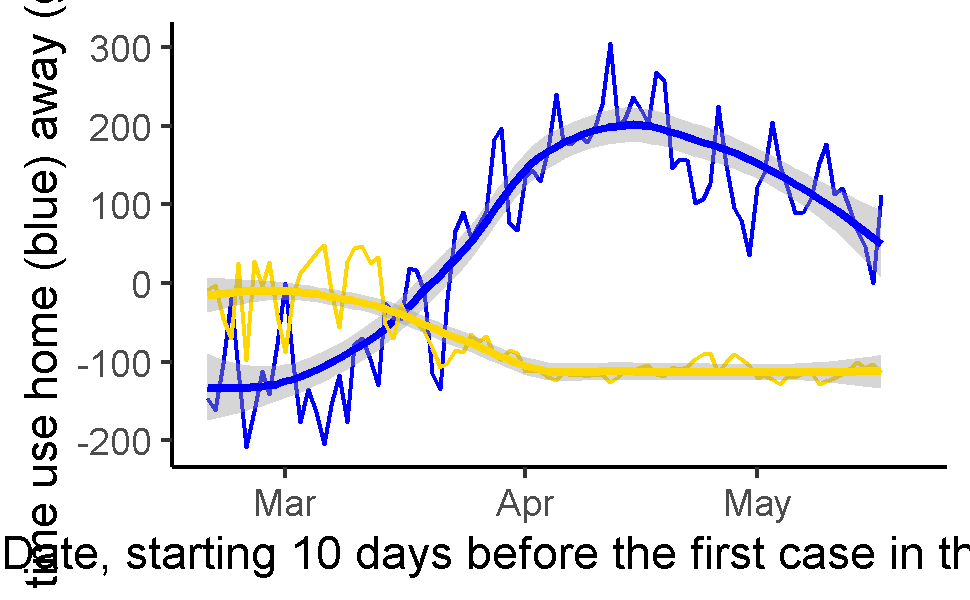 time use home (blue) away (
300
200
100
0
-100
-200
Mar Apr May
Date, starting 10 days before the first case in th